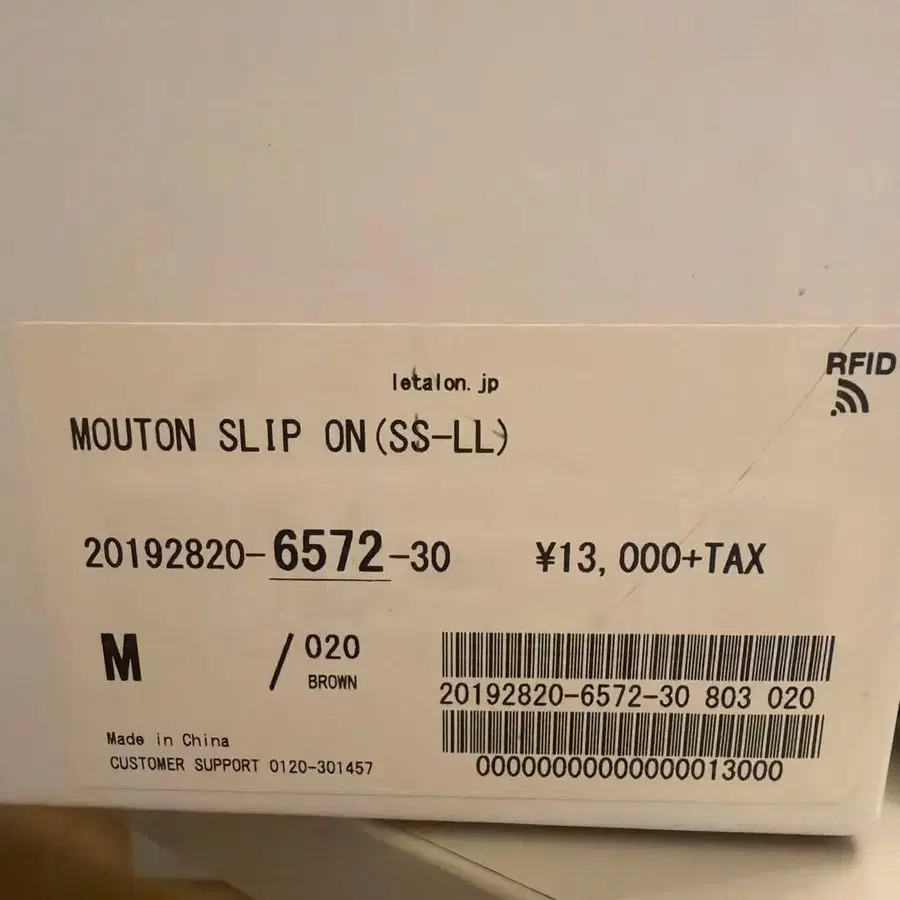 letalon.jp
RFID
MOUTON SLIP ON(SS-LL)
20192820-6572-30 ¥13,000+TAX
M / 020
BROWN
20192820-6572-30 803 020
Made in China
CUSTOMER SUPPORT 0120-301457
00000000000000013000